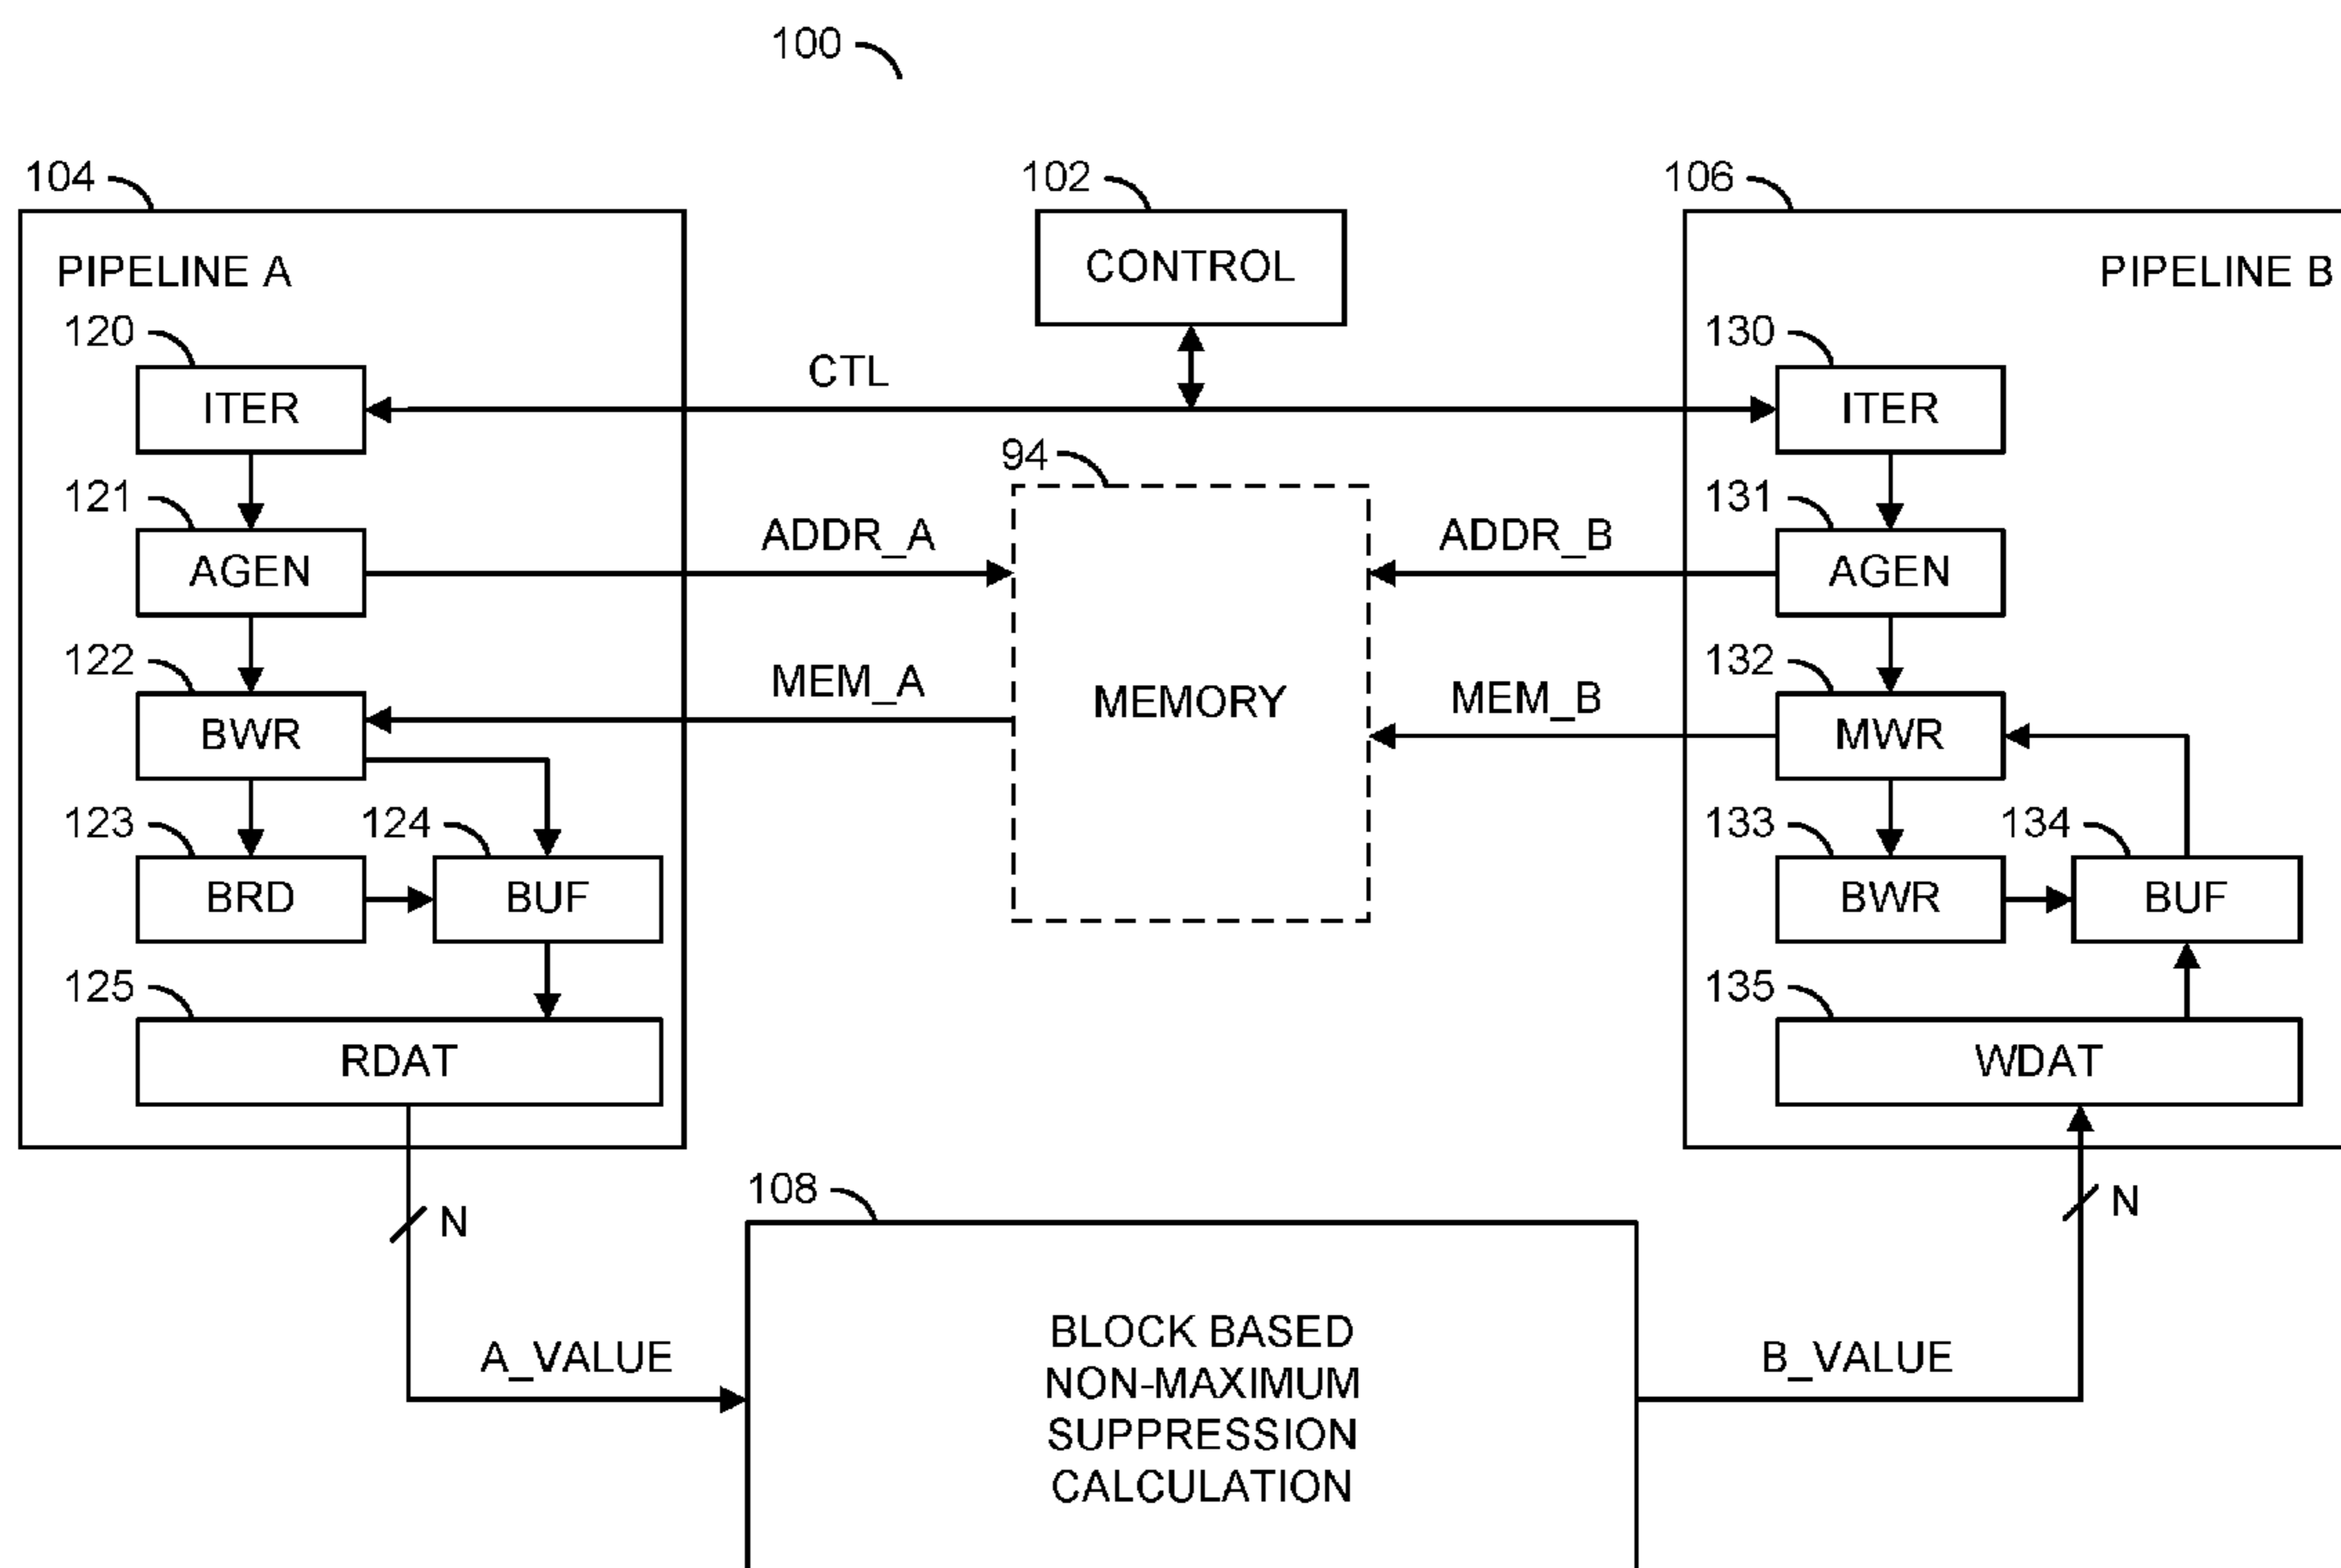 100
104
102
106
PIPELINE A
CONTROL
PIPELINE B
120
130
CTL
ITER
ITER
94
121
131
ADDR_A
ADDR_B
AGEN
AGEN
122
132
MEM_A
MEM_B
MEMORY
BWR
MWR
123
124
133
134
BRD
BUF
BWR
BUF
125
135
RDAT
WDAT
108
N
N
A_VALUE
B_VALUE
BLOCK BASED
NON-MAXIMUM
SUPPRESSION
CALCULATION